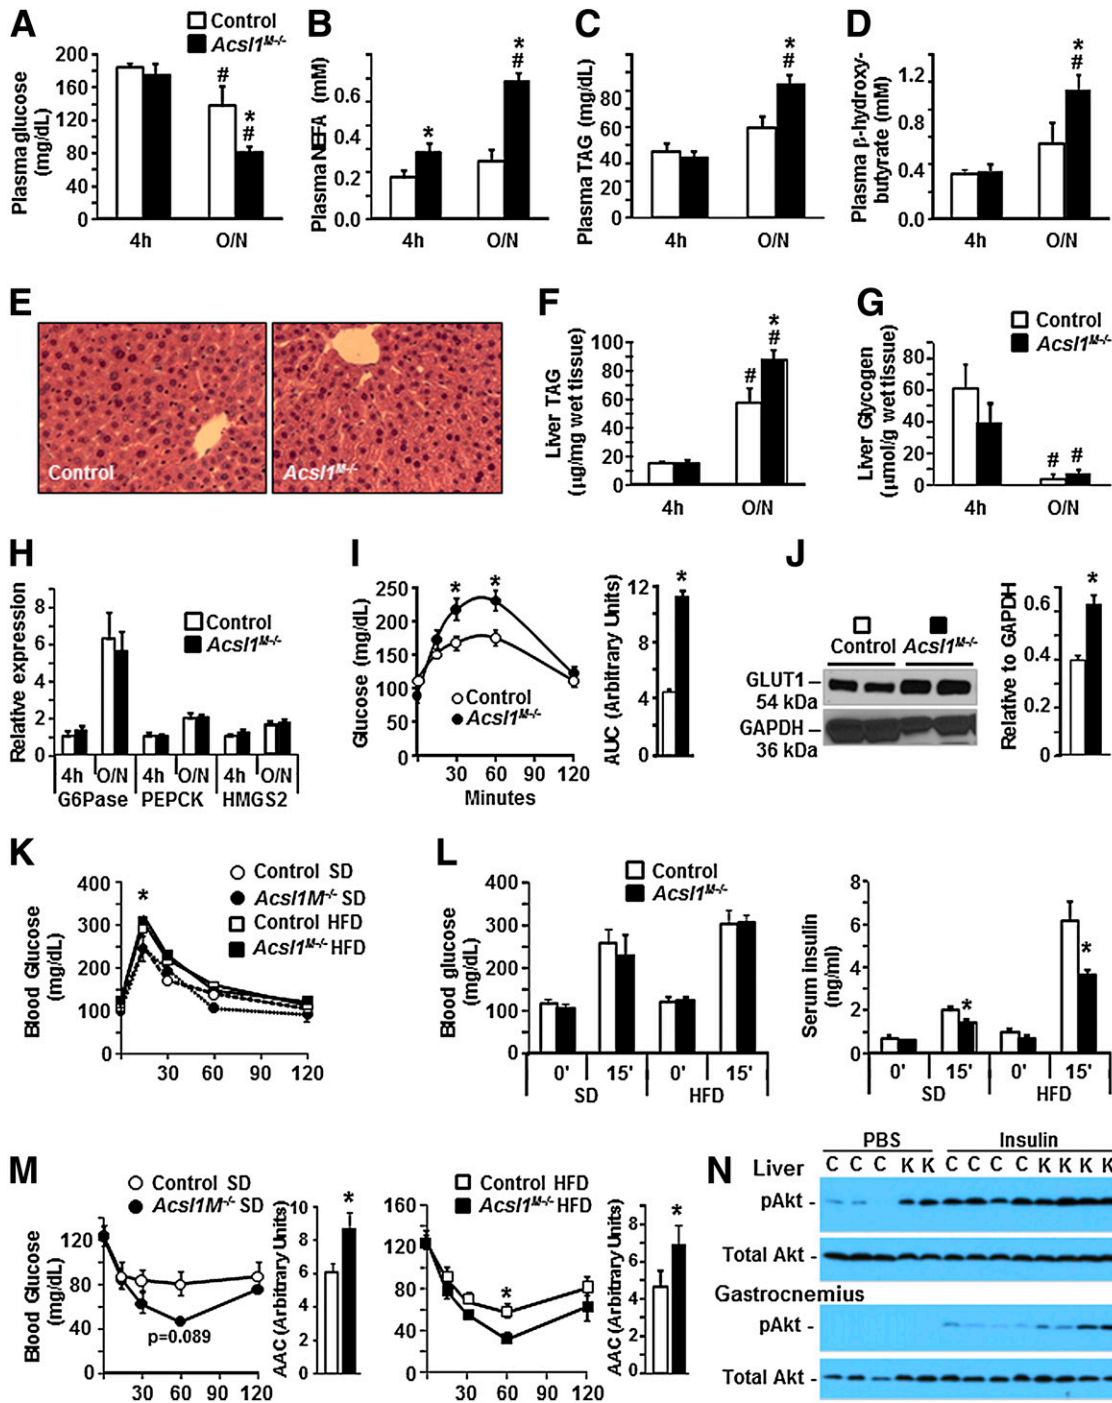 A
Control
Acsl1M-/-
Plasma glucose
(mg/dL)
200
160
120
80
40
0
4h
O/N
#
*
#
B
Plasma NEFA (mM)
0.6
0.4
0.2
0.0
4h
O/N
*
*
#
C
Plasma TAG (mg/dL)
100
80
60
40
4h
O/N
*
#
D
Plasma β-hydroxy-
butyrate (mM)
1.2
0.8
0.4
0.0
4h
O/N
*
#
E
Control
Acsl1M-/-
F
Liver TAG
(µg/mg wet tissue)
100
80
60
40
20
0
4h
O/N
#
*
#
G
Control
Acsl1M-/-
Liver Glycogen
(µmol/g wet tissue)
80
60
40
20
0
4h
O/N
# #
H
Relative expression
8
6
4
2
0
Control
Acsl1M-/-
4h O/N 4h O/N 4h O/N
G6Pase PEPCK HMGS2
I
Glucose (mg/dL)
250
200
150
100
50
0
* *
Control
Acsl1M-/-
30 60 90 120
Minutes
AUC (Arbitrary Units)
12
8
4
0
*
J
Control Acsl1M-/-
GLUT1
54 kDa
GAPDH
36 kDa
Relative to GAPDH
0.6
0.4
0.2
0
*
K
Control SD
Acsl1M-/- SD
Control HFD
Acsl1M-/- HFD
Blood Glucose
(mg/dL)
400
300
200
100
0
*
30 60 90 120
L
Control
Acsl1M-/-
Blood glucose
(mg/dL)
400
300
200
100
0
0' 15' 0' 15'
SD HFD
Serum insulin
(ng/ml)
8
6
4
2
0
*
*
0' 15' 0' 15'
SD HFD
M
Control SD
Acsl1M-/- SD
Blood Glucose
(mg/dL)
120
80
40
0
p=0.089
30 60 90 120
AAC (Arbitrary Units)
10
8
6
4
2
0
*
Control HFD
Acsl1M-/- HFD
160
120
80
40
0
*
30 60 90 120
AAC (Arbitrary Units)
8
6
4
2
0
*
N
PBS Insulin
Liver C C C K K C C C C K K K K
pAkt -
Total Akt -
Gastrocnemius
pAkt -
Total Akt -